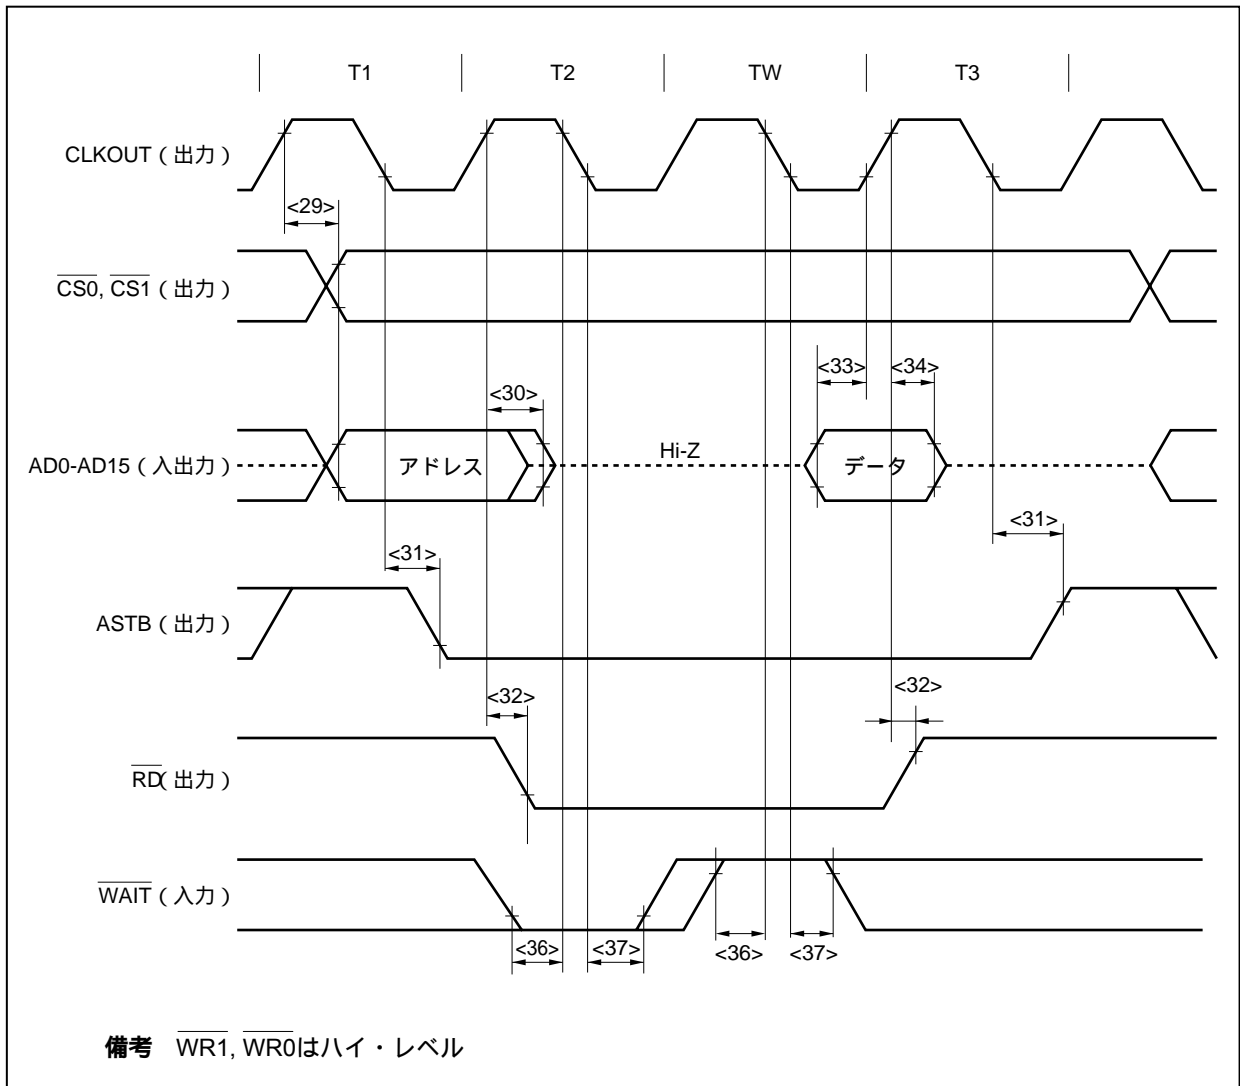 T1 T2 TW T3
CLKOUT（出力）
<29>
CS0, CS1（出力）
<33> <34>
<30>
AD0-AD15（入出力） アドレス Hi-Z データ
<31>
<31>
ASTB（出力）
<32>
<32>
RD（出力）
WAIT（入力）
<36> <37> <36> <37>
備考 WR1, WR0はハイ・レベル